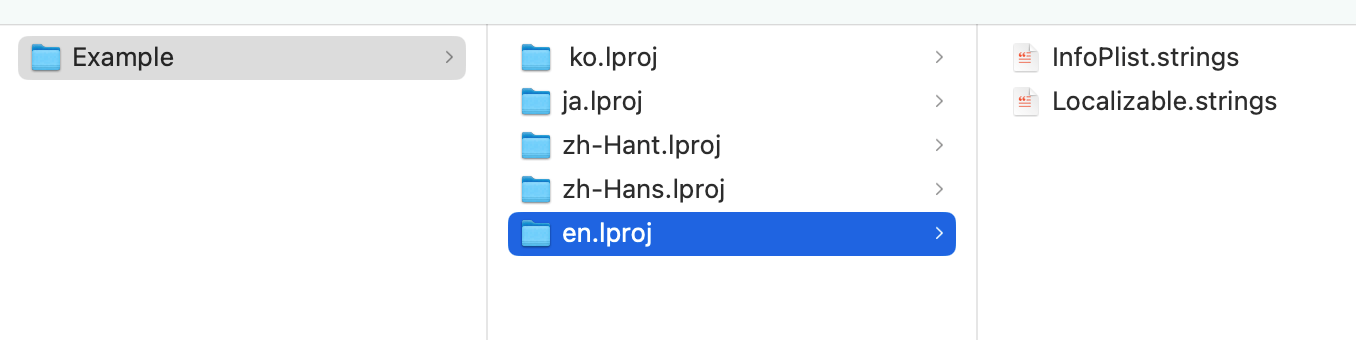 Example
ko.lproj
ja.lproj
zh-Hant.lproj
zh-Hans.lproj
en.lproj
InfoPlist.strings
Localizable.strings